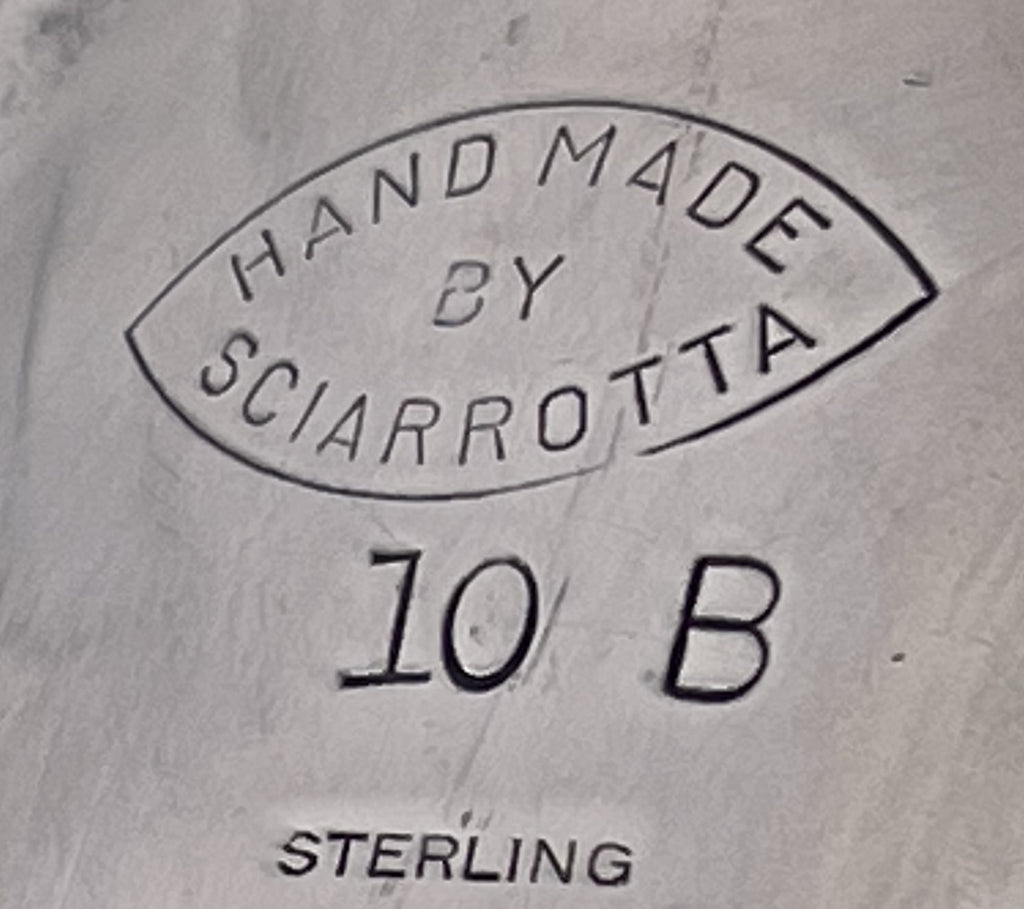 HAND MADE
BY
SCIARROTTA
10 B
STERLING